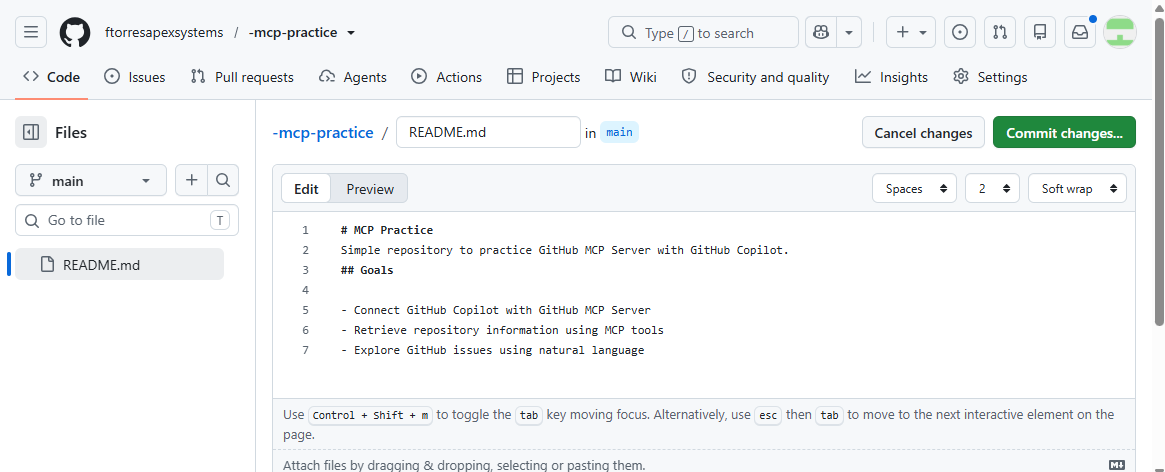 ftorresapexsystems / -mcp-practice
Type / to search
Code Issues Pull requests Agents Actions Projects Wiki Security and quality Insights Settings
Files
main
Go to file T
README.md
-mcp-practice / README.md in main
Cancel changes Commit changes...
Edit Preview Spaces 2 Soft wrap
1 # MCP Practice
2 Simple repository to practice GitHub MCP Server with GitHub Copilot.
3 ## Goals
4
5 - Connect GitHub Copilot with GitHub MCP Server
6 - Retrieve repository information using MCP tools
7 - Explore GitHub issues using natural language
Use Control + Shift + m to toggle the tab key moving focus. Alternatively, use esc then tab to move to the next interactive element on the
page.
Attach files by dragging & dropping, selecting or pasting them.